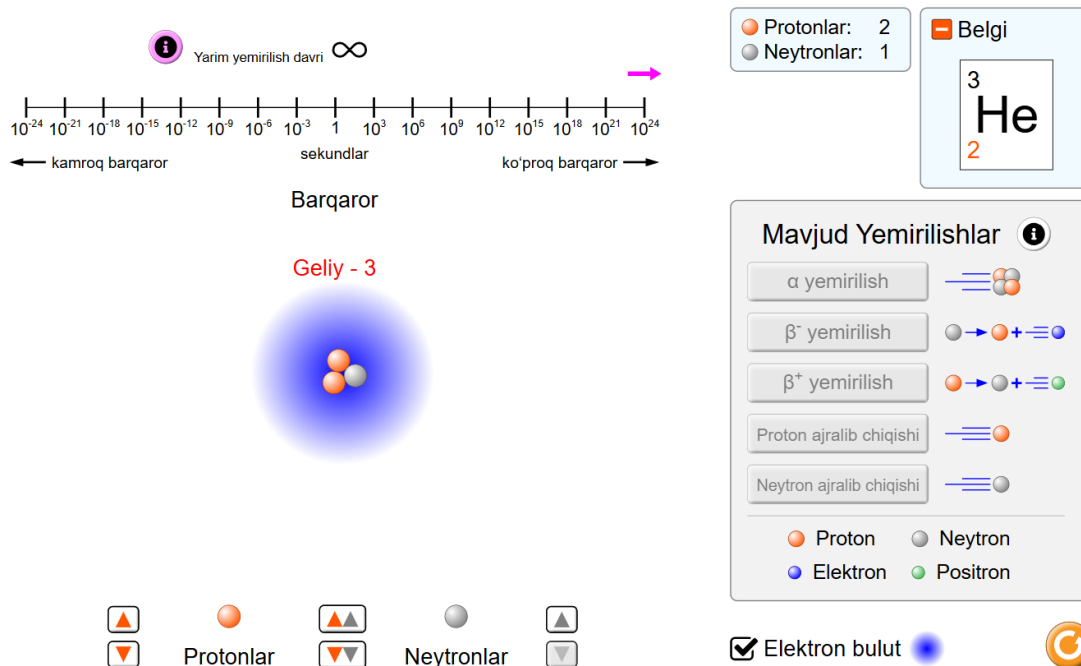 Yarim yemirilish davri ∞
10⁻²⁴ 10⁻²¹ 10⁻¹⁸ 10⁻¹⁵ 10⁻¹² 10⁻⁹ 10⁻⁶ 10⁻³ 1 10³ 10⁶ 10⁹ 10¹² 10¹⁵ 10¹⁸ 10²¹ 10²⁴
kamroq barqaror
sekundlar
koʻproq barqaror
Barqaror
Geliy - 3
Protonlar
Neytronlar
Protonlar: 2
Neytronlar: 1
Belgi
3
He
2
Mavjud Yemirilishlar
α yemirilish
β⁻ yemirilish
β⁺ yemirilish
Proton ajralib chiqishi
Neytron ajralib chiqishi
Proton
Neytron
Elektron
Positron
Elektron bulut